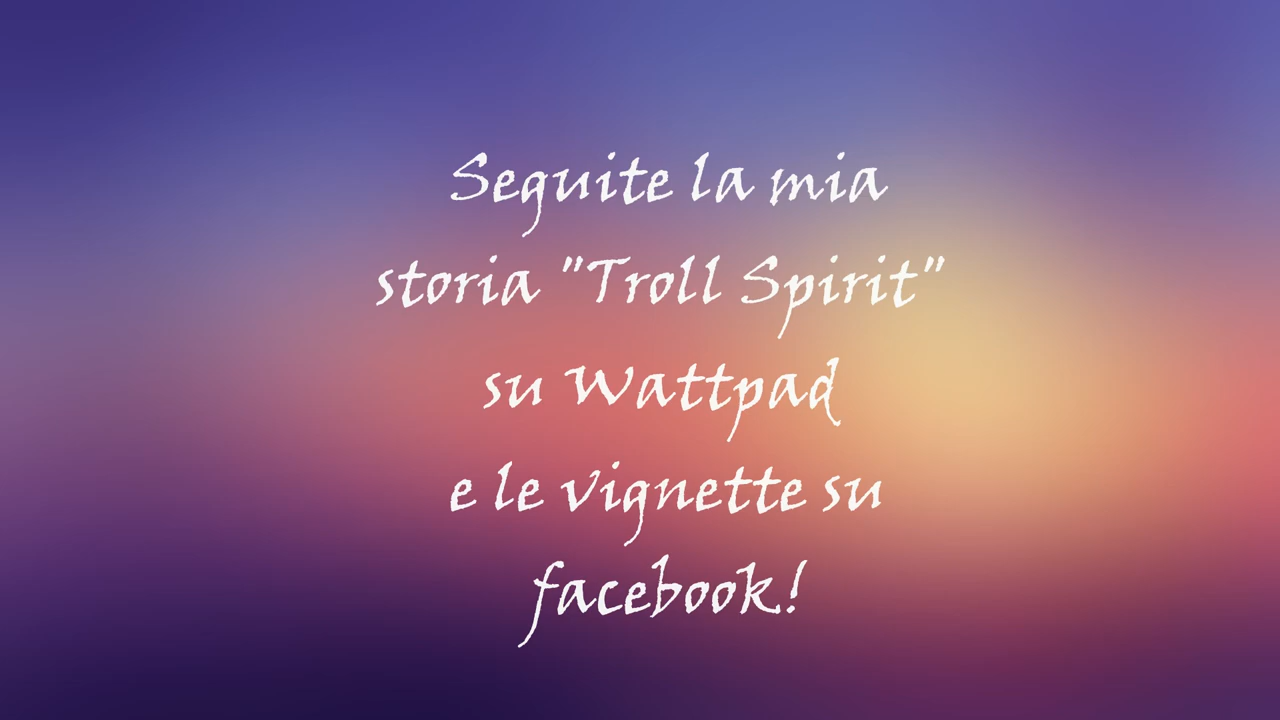 Seguite la mia
storia "Troll Spirit"
su Wattpad
e le vignette su
facebook!